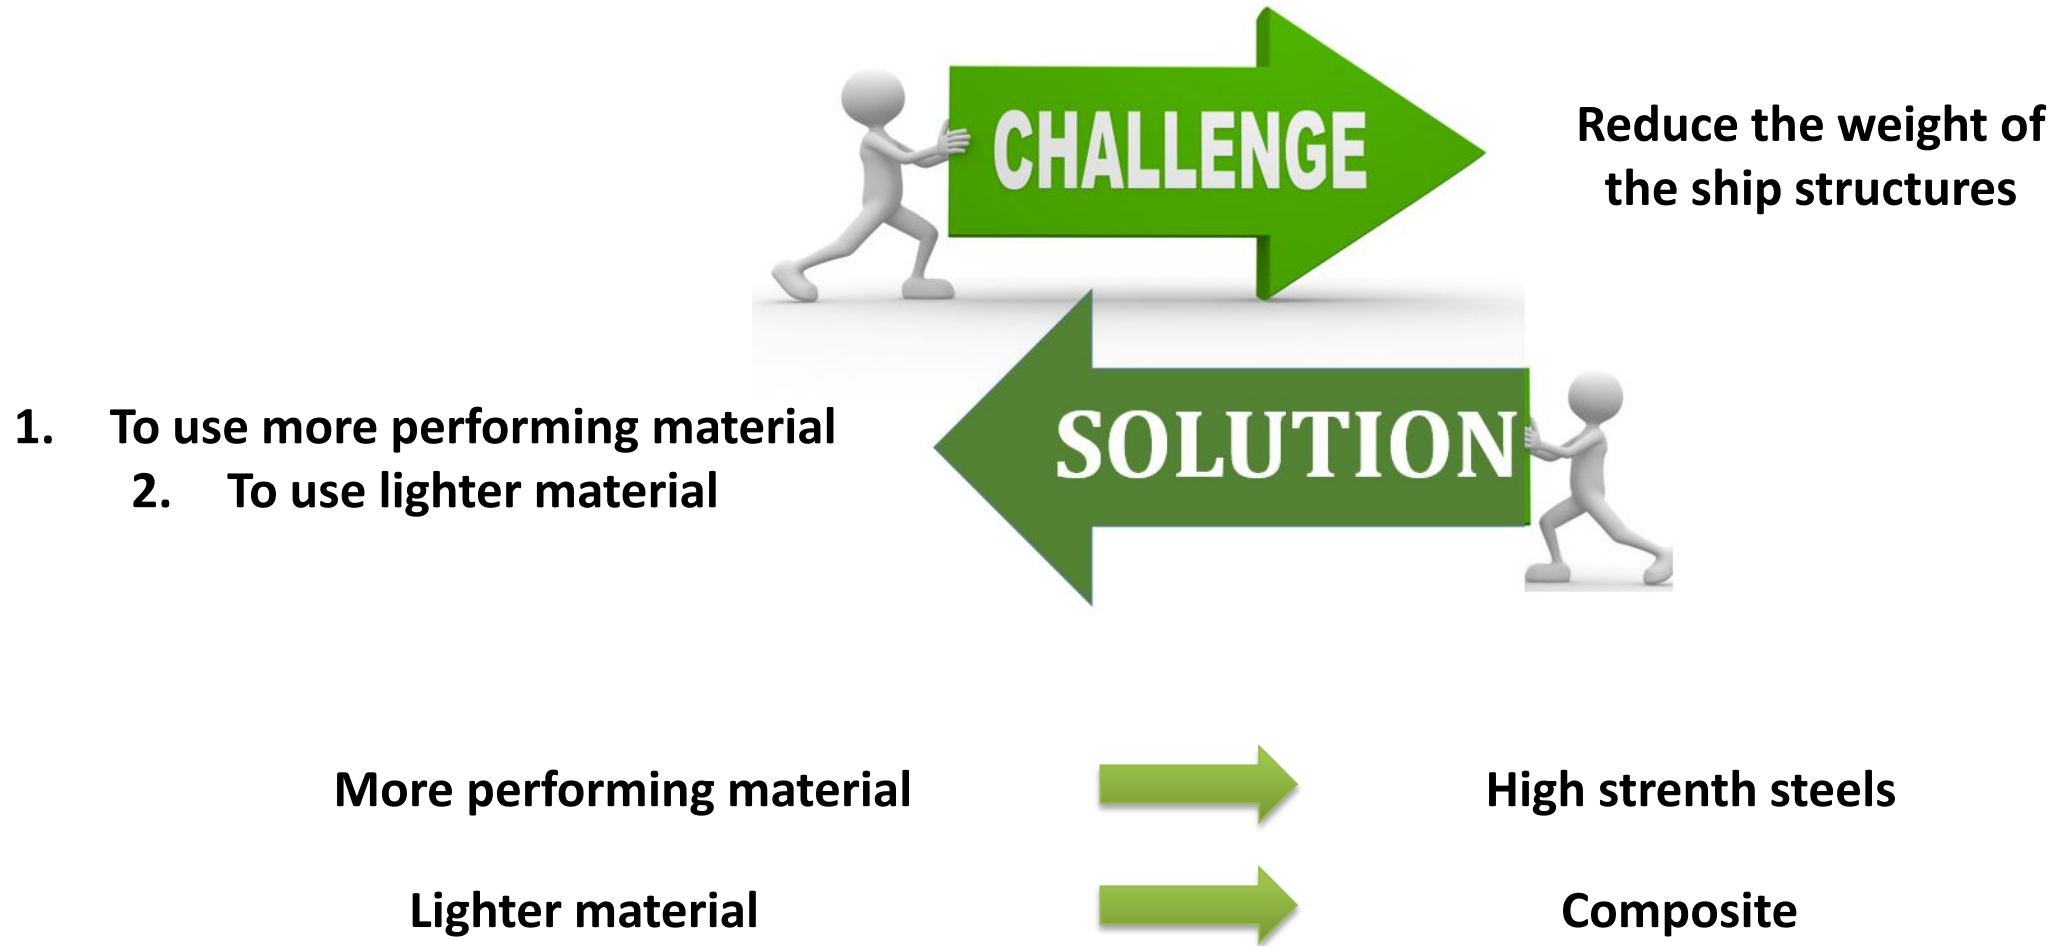 CHALLENGE
Reduce the weight of
the ship structures
SOLUTION
1. To use more performing material
2. To use lighter material
More performing material
High strenth steels
Lighter material
Composite